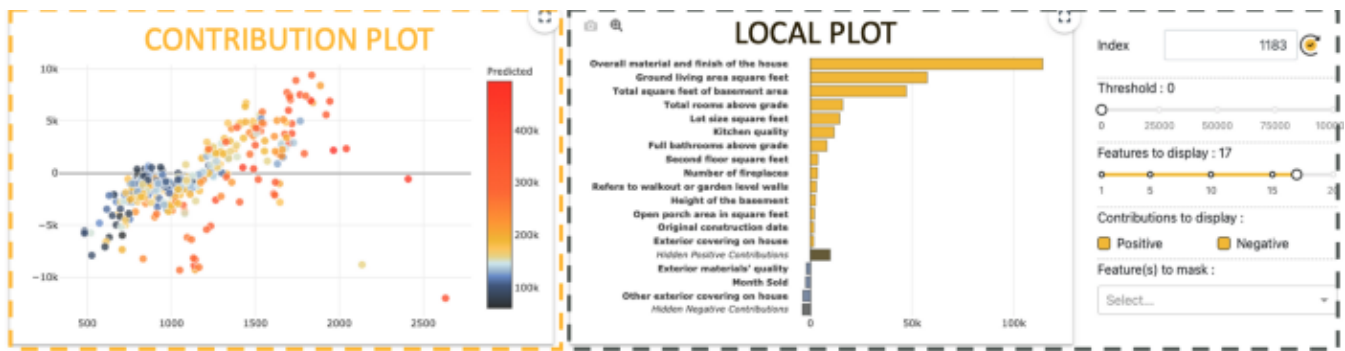 CONTRIBUTION PLOT
Predicted
10k
5k
0
−5k
−10k
500
1000
1500
2000
2500
400k
300k
200k
100k
LOCAL PLOT
Overall material and finish of the house
Ground living area square feet
Total square feet of basement area
Total rooms above grade
Lot size square feet
Kitchen quality
Full bathrooms above grade
Second floor square feet
Number of fireplaces
Refers to walkout or garden level walls
Height of the basement
Open porch area in square feet
Original construction date
Exterior covering on house
Hidden Positive Contributions
Exterior materials' quality
Month Sold
Other exterior covering on house
Hidden Negative Contributions
0
50k
100k
Index
1183
Threshold : 0
0
25000
50000
75000
10000
Features to display : 17
1
5
10
15
20
Contributions to display :
Positive
Negative
Feature(s) to mask :
Select...